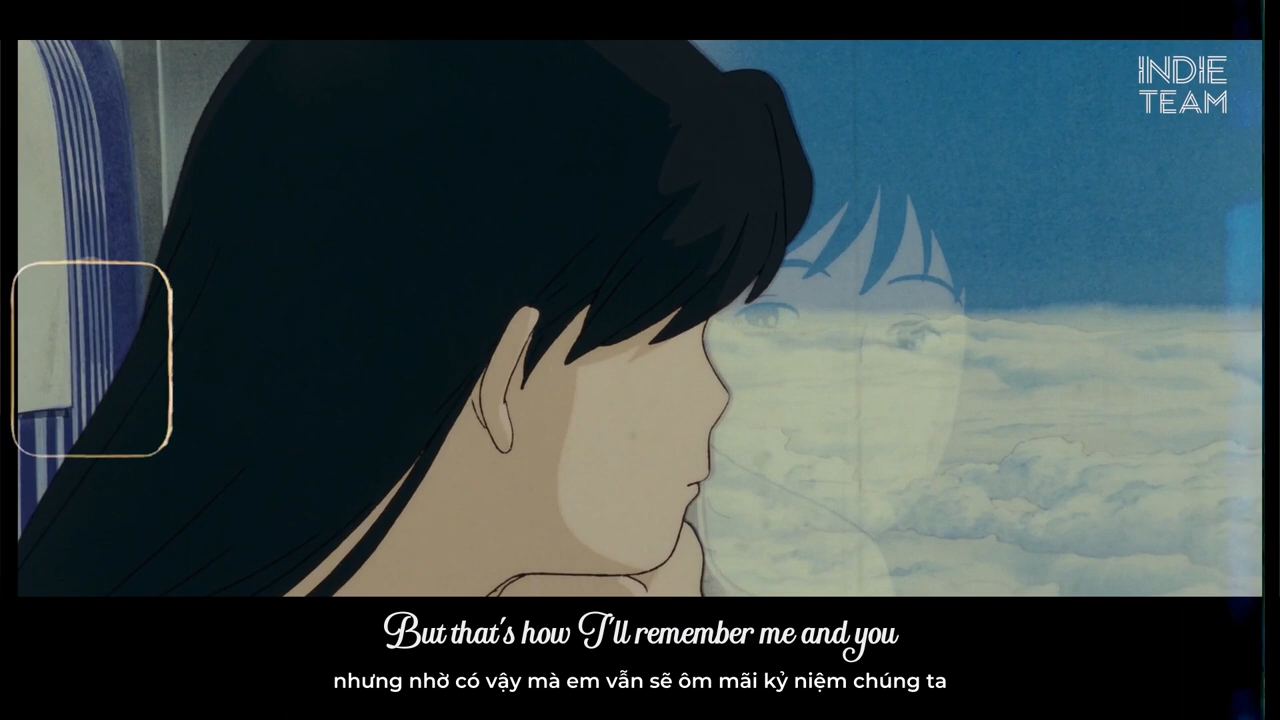 INDIE
TEAM
But that's how I'll remember me and you
nhưng nhờ có vậy mà em vẫn sẽ ôm mãi kỷ niệm chúng ta